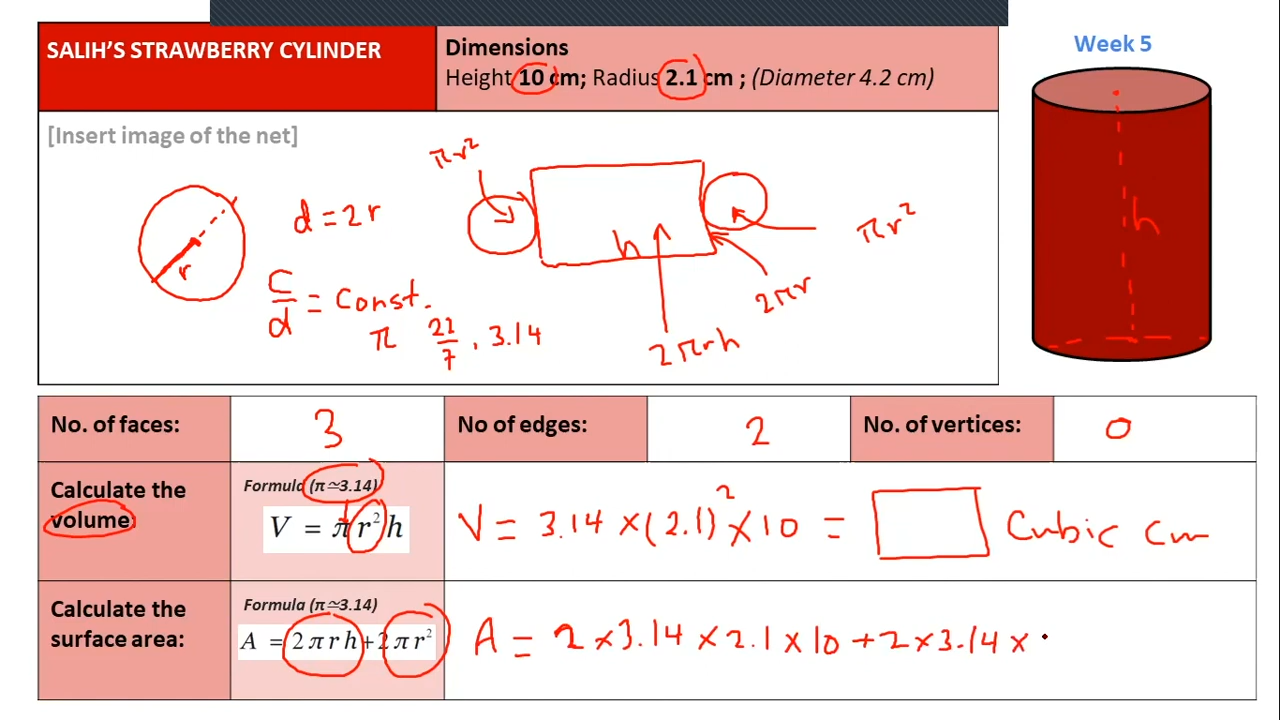 SALIH'S STRAWBERRY CYLINDER
Dimensions
Height 10 cm; Radius 2.1 cm ; (Diameter 4.2 cm)
Week 5
[Insert image of the net]
r
d = 2r
C/d = Const.
π 22/7, 3.14
πr²
h
πr²
2πr
2πrh
h
No. of faces:
3
No of edges:
2
No. of vertices:
0
Calculate the
volume
Formula (π≃3.14)
V = πr²h
V = 3.14 × (2.1)² × 10 = Cubic cm
Calculate the
surface area:
Formula (π≃3.14)
A = 2πrh+2πr²
A = 2 × 3.14 × 2.1 × 10 + 2 × 3.14 ×